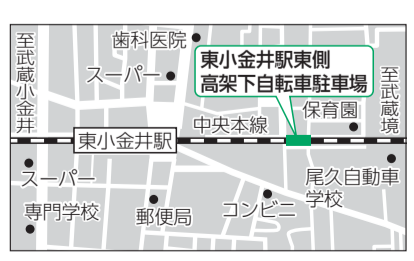 至武蔵小金井
歯科医院
スーパー
東小金井駅東側
高架下自転車駐車場
至武蔵境
保育園
中央本線
東小金井駅
スーパー
専門学校
郵便局
コンビニ
尾久自動車
学校